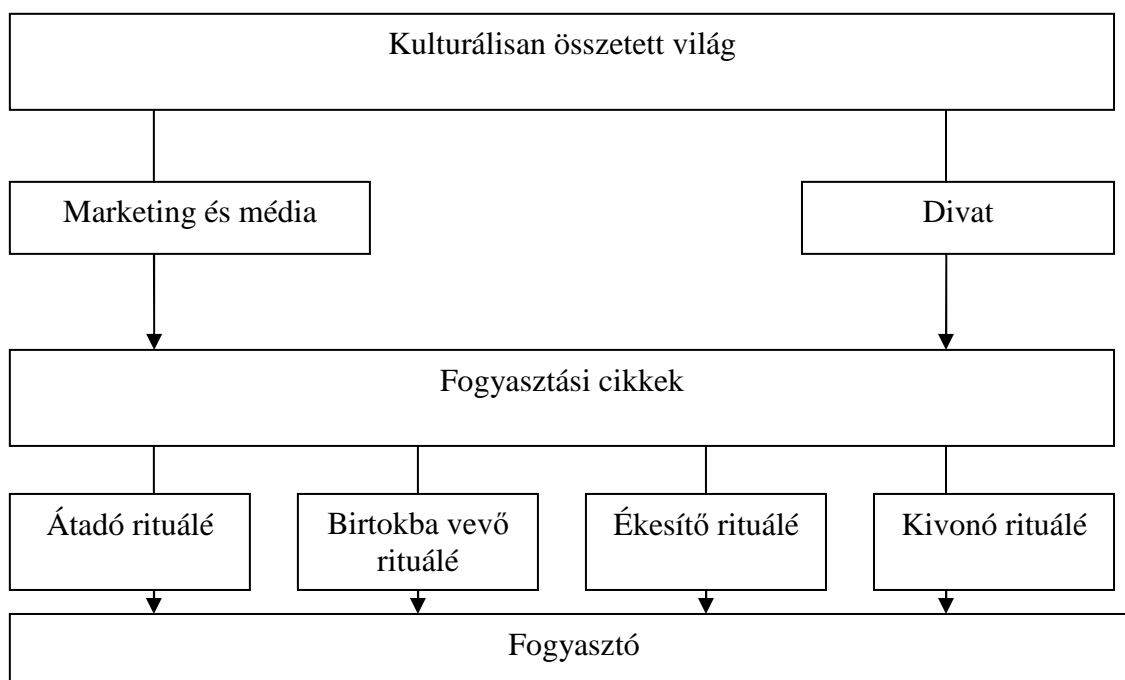 Kulturálisan összetett világ
Marketing és média
Divat
Fogyasztási cikkek
Átadó rituálé
Birtokba vevő
rituálé
Ékesítő rituálé
Kivonó rituálé
Fogyasztó